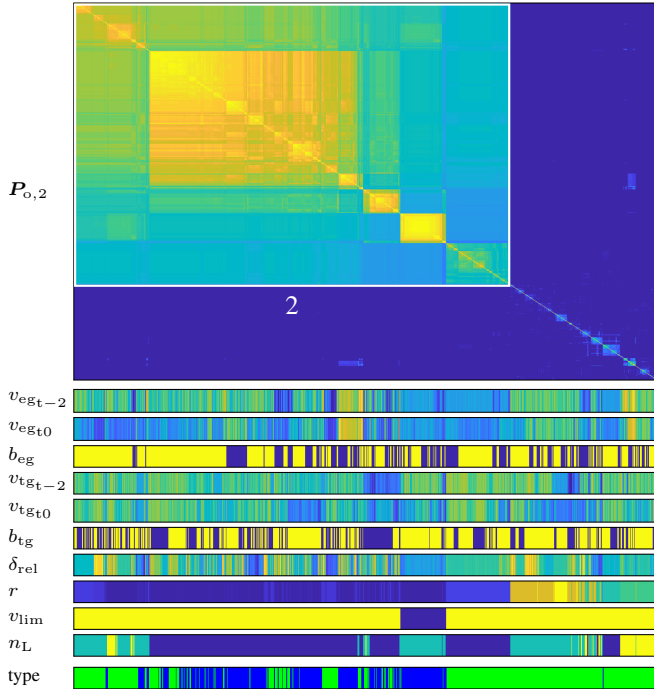 P_{o,2}
2
v_{eg_{t−2}}
v_{eg_{t0}}
b_{eg}
v_{tg_{t−2}}
v_{tg_{t0}}
b_{tg}
δ_{rel}
r
v_{lim}
n_L
type